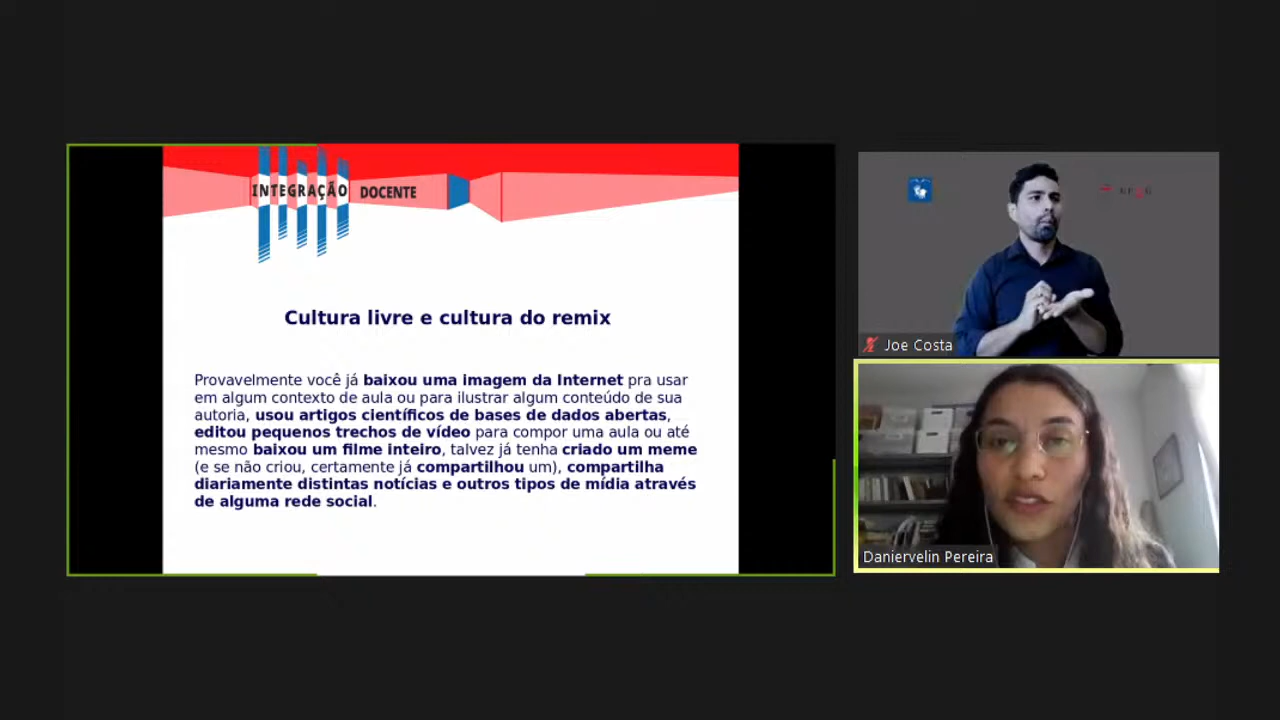 INTEGRAÇÃO DOCENTE
Cultura livre e cultura do remix
Provavelmente você já baixou uma imagem da Internet pra usar
em algum contexto de aula ou para ilustrar algum conteúdo de sua
autoria, usou artigos científicos de bases de dados abertas,
editou pequenos trechos de vídeo para compor uma aula ou até
mesmo baixou um filme inteiro, talvez já tenha criado um meme
(e se não criou, certamente já compartilhou um), compartilha
diariamente distintas notícias e outros tipos de mídia através
de alguma rede social.
Joe Costa
Daniervelin Pereira